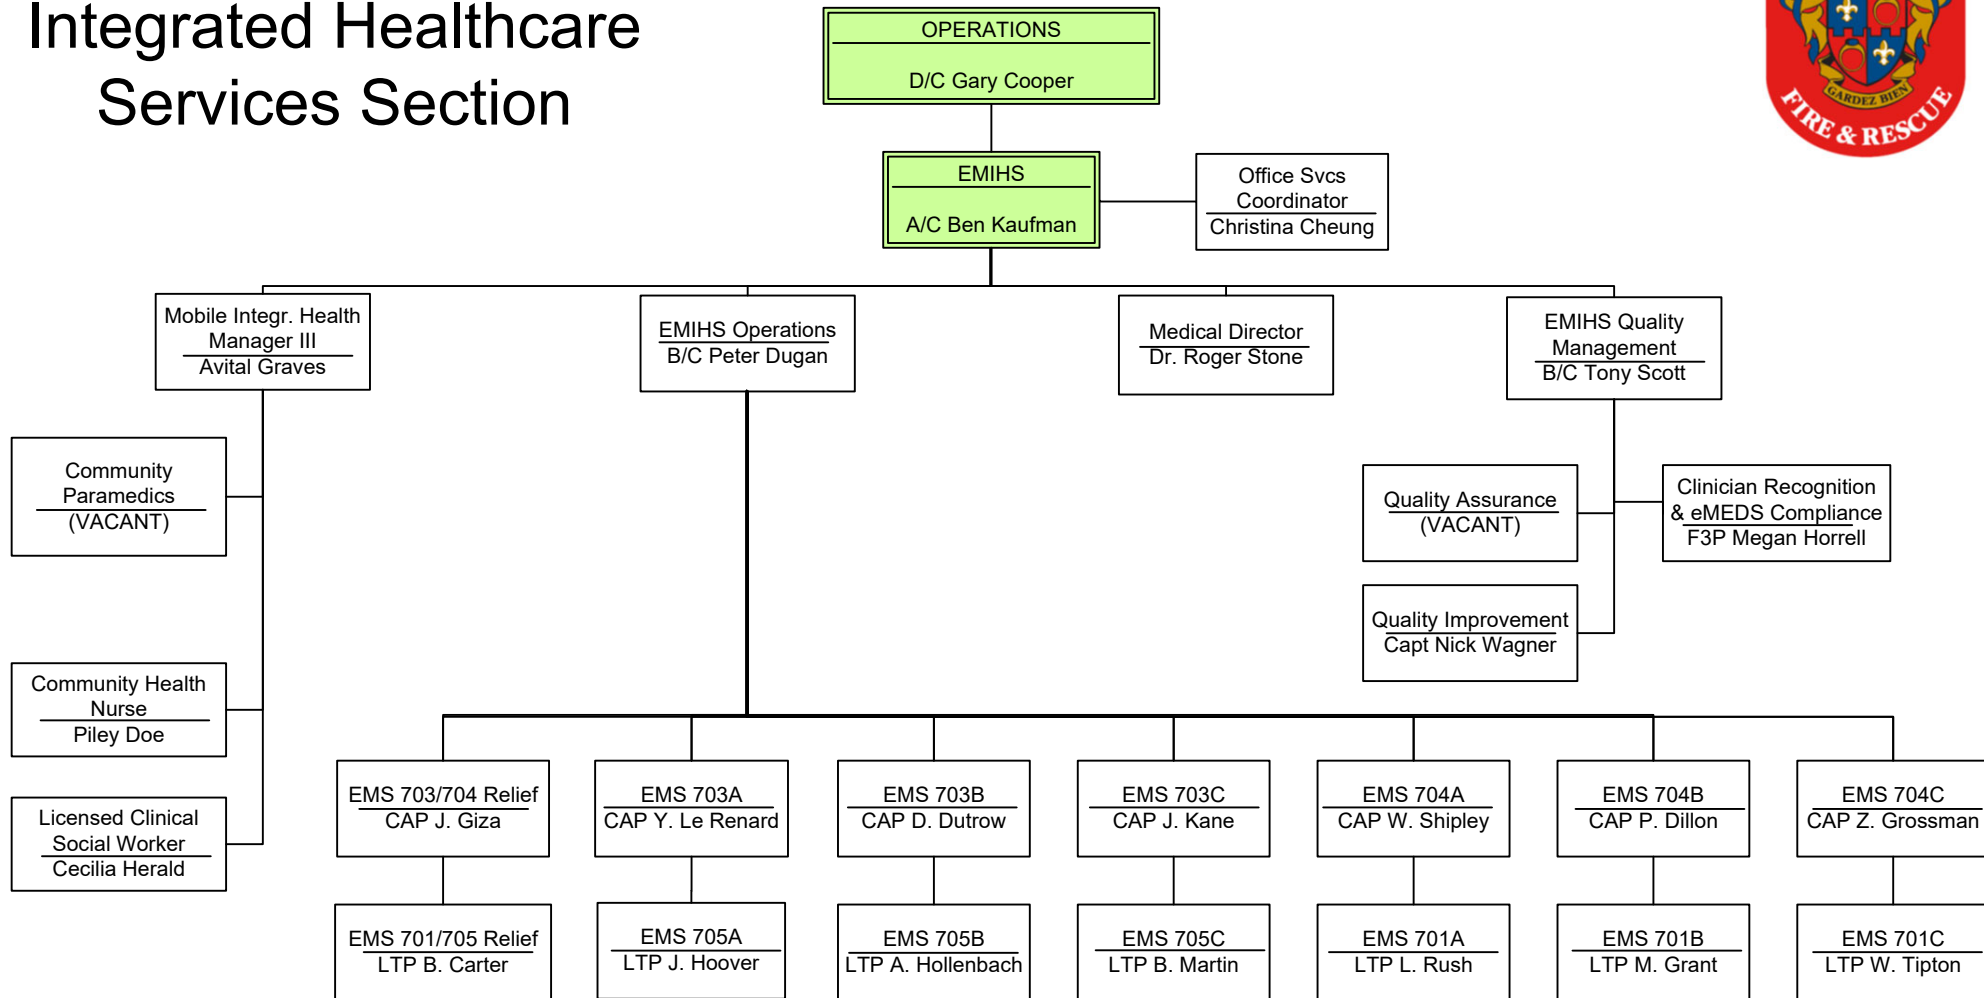 Integrated Healthcare
Services Section
OPERATIONS
D/C Gary Cooper
GARDEZ BIEN
FIRE & RESCUE
EMIHS
A/C Ben Kaufman
Office Svcs
Coordinator
Christina Cheung
Mobile Integr. Health
Manager III
Avital Graves
EMIHS Operations
B/C Peter Dugan
Medical Director
Dr. Roger Stone
EMIHS Quality
Management
B/C Tony Scott
Community
Paramedics
(VACANT)
Quality Assurance
(VACANT)
Clinician Recognition
& eMEDS Compliance
F3P Megan Horrell
Quality Improvement
Capt Nick Wagner
Community Health
Nurse
Piley Doe
Licensed Clinical
Social Worker
Cecilia Herald
EMS 703/704 Relief
CAP J. Giza
EMS 703A
CAP Y. Le Renard
EMS 703B
CAP D. Dutrow
EMS 703C
CAP J. Kane
EMS 704A
CAP W. Shipley
EMS 704B
CAP P. Dillon
EMS 704C
CAP Z. Grossman
EMS 701/705 Relief
LTP B. Carter
EMS 705A
LTP J. Hoover
EMS 705B
LTP A. Hollenbach
EMS 705C
LTP B. Martin
EMS 701A
LTP L. Rush
EMS 701B
LTP M. Grant
EMS 701C
LTP W. Tipton